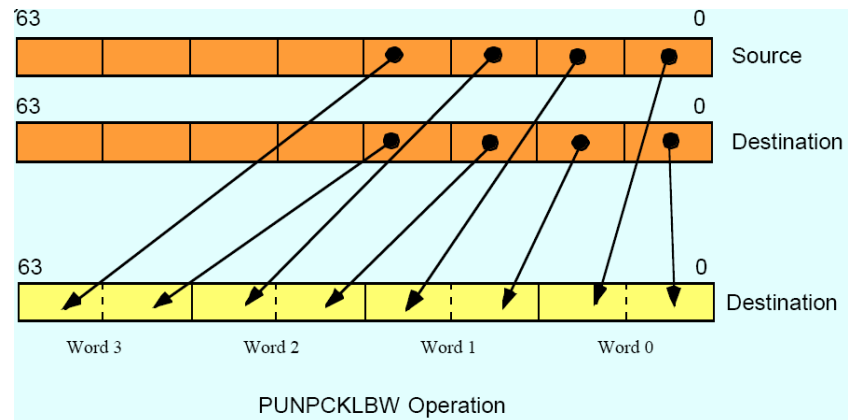 63 0
Source
63 0
Destination
63 0
Destination
Word 3 Word 2 Word 1 Word 0
PUNPCKLBW Operation